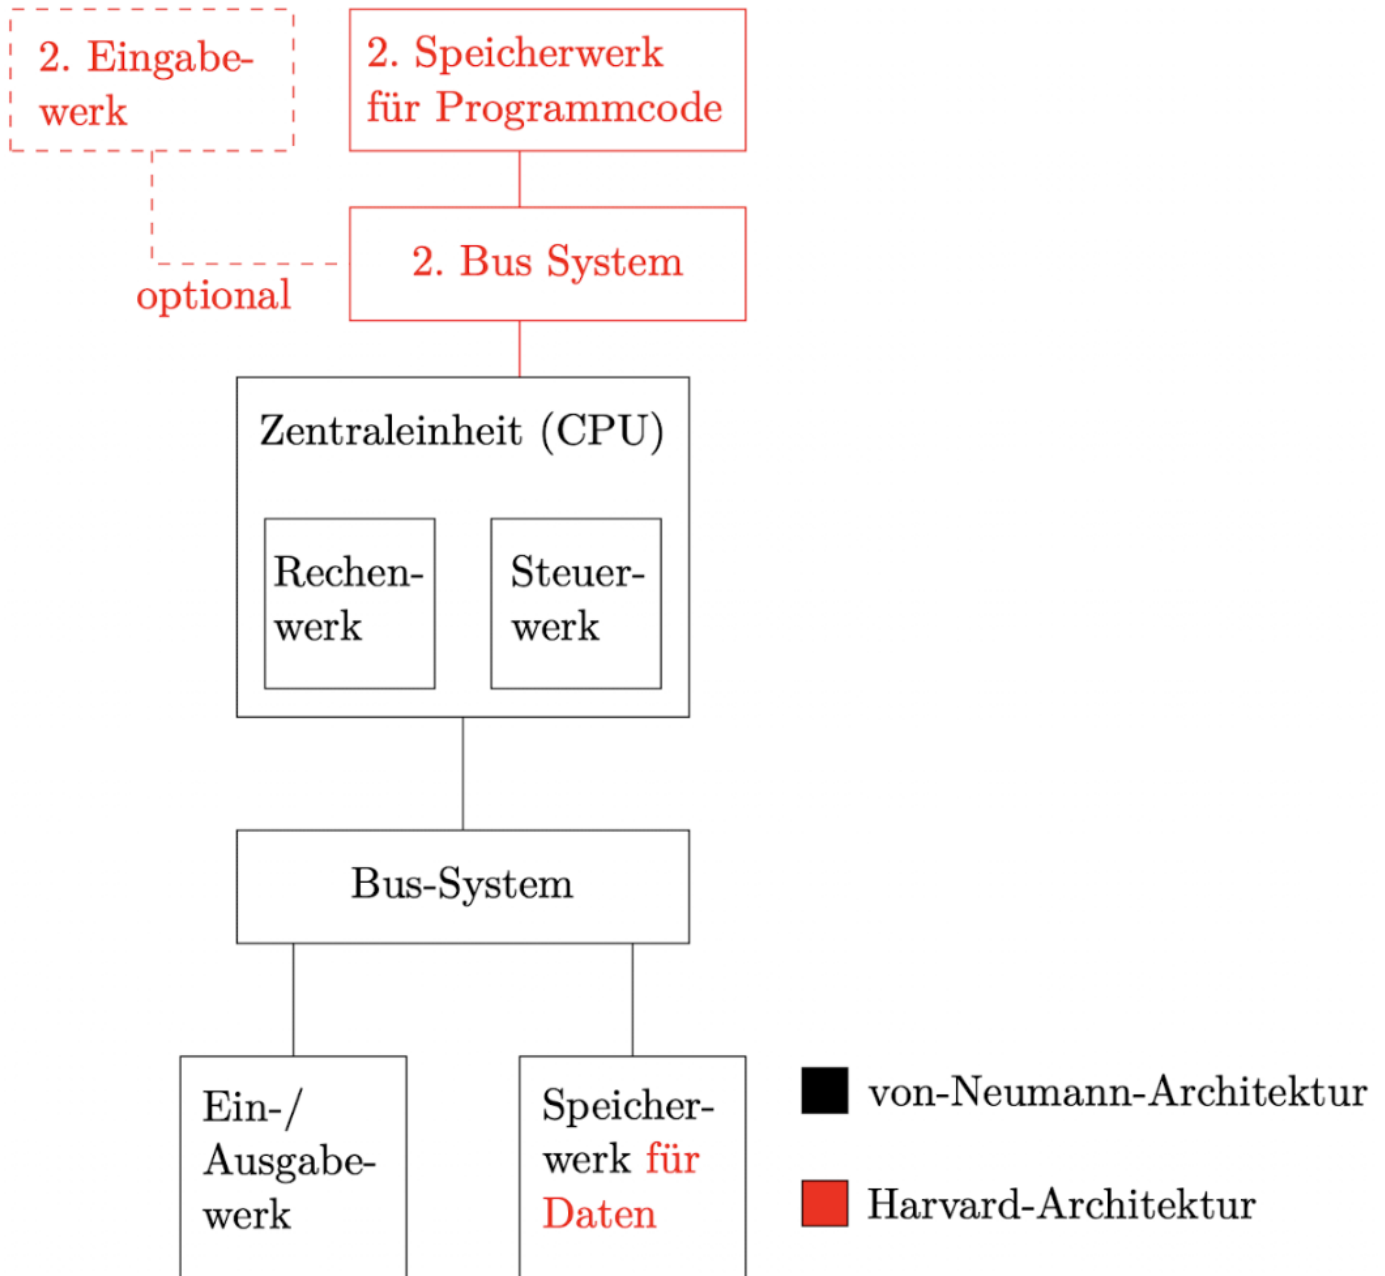 2. Eingabe-
werk
2. Speicherwerk
für Programmcode
2. Bus System
optional
Zentraleinheit (CPU)
Rechen-
werk
Steuer-
werk
Bus-System
Ein-/
Ausgabe-
werk
Speicher-
werk für
Daten
von-Neumann-Architektur
Harvard-Architektur